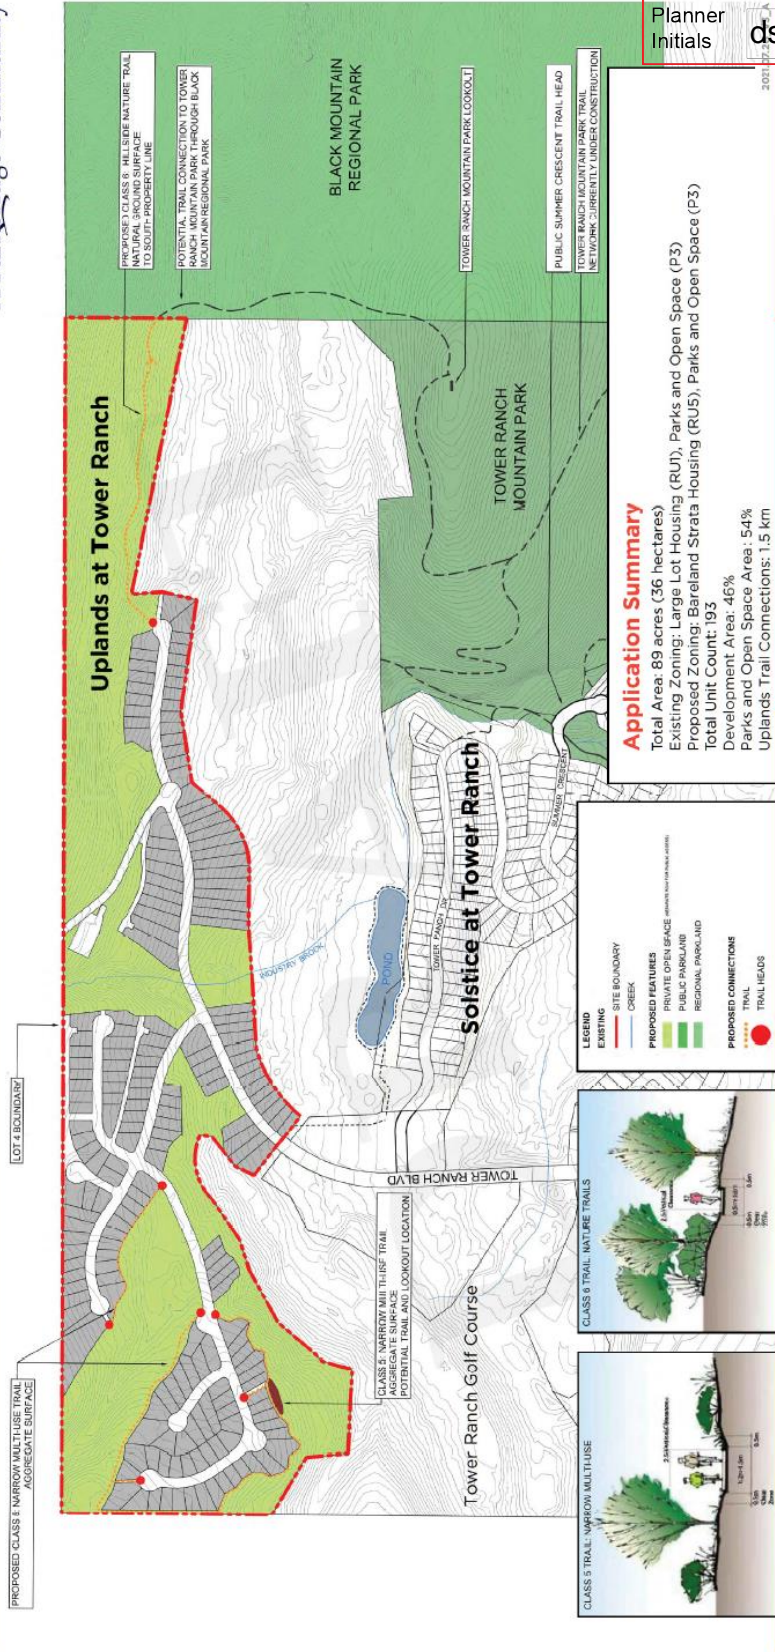 Planner
Initials
ds
PROPOSED CLASS 6: HILLSIDE NATURE TRAIL
NATURAL GROUND SURFACE
TO SOUTH PROPERTY LINE
POTENTIAL TRAIL CONNECTION TO TOWER
RANCH MOUNTAIN PARK THROUGH BLACK
MOUNTAIN REGIONAL PARK
BLACK MOUNTAIN
REGIONAL PARK
TOWER RANCH MOUNTAIN PARK LOOKOUT
PUBLIC SUMMER CRESCENT TRAIL HEAD
TOWER RANCH MOUNTAIN PARK TRAIL
NETWORK CURRENTLY UNDER CONSTRUCTION
Uplands at Tower Ranch
TOWER RANCH
MOUNTAIN PARK
Application Summary
Total Area: 89 acres (36 hectares)
Existing Zoning: Large Lot Housing (RU1), Parks and Open Space (P3)
Proposed Zoning: Bareland Strata Housing (RU5), Parks and Open Space (P3)
Total Unit Count: 193
Development Area: 46%
Parks and Open Space Area: 54%
Uplands Trail Connections: 1.5 km
LOT 4 BOUNDARY
INDUSTRY BROOK
POND
TOWER RANCH DR
Solstice at Tower Ranch
SUMMER CRESCENT
TOWER RANCH BLVD
LEGEND
EXISTING
SITE BOUNDARY
CREEK
PROPOSED FEATURES
PRIVATE OPEN SPACE
PUBLIC PARKLAND
REGIONAL PARKLAND
PROPOSED CONNECTIONS
TRAIL
TRAIL HEADS
PROPOSED CLASS 5: NARROW MULTI-USE TRAIL
AGGREGATE SURFACE
CLASS 5: NARROW MULTI-USE TRAIL
AGGREGATE SURFACE
POTENTIAL TRAIL AND LOOKOUT LOCATION
Tower Ranch Golf Course
CLASS 6 TRAIL: NATURE TRAILS
CLASS 5 TRAIL: NARROW MULTI-USE